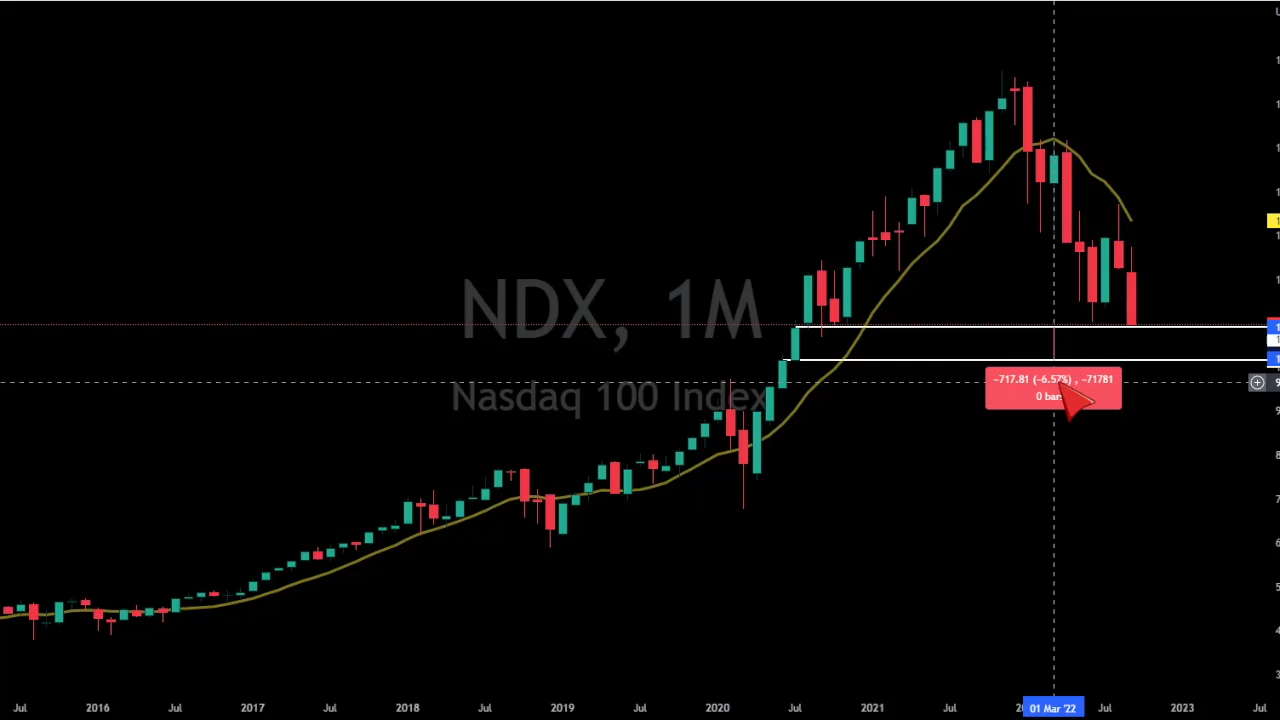 NDX, 1M
Nasdaq 100 Index
−717.81 (−6.57%) , −71781
0 bars
Jul 2016 Jul 2017 Jul 2018 Jul 2019 Jul 2020 Jul 2021 Jul 01 Mar '22 Jul 2023 Jul